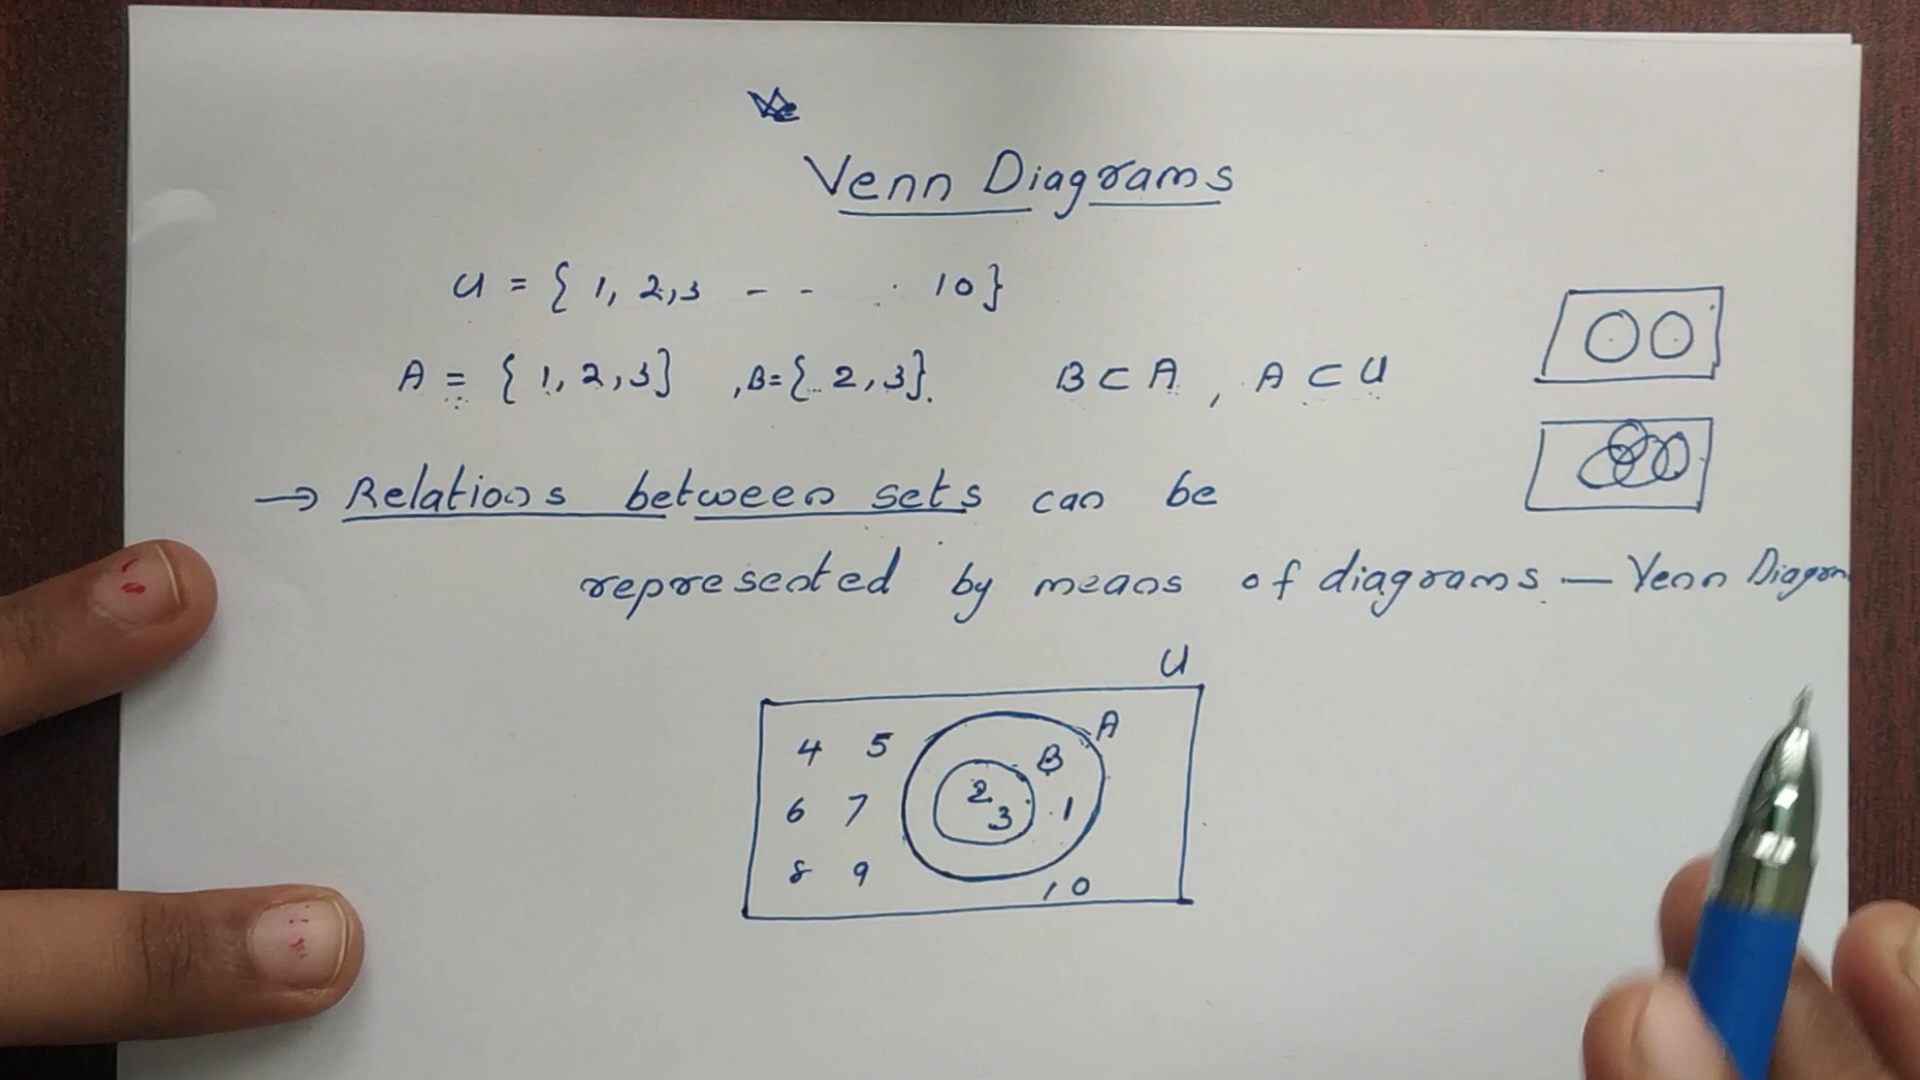 Venn Diagrams
U = { 1, 2, 3 - - . 10}
A = { 1, 2, 3} , B = { 2, 3}. B ⊂ A , A ⊂ U
→ Relations between sets can be
represented by means of diagrams. — Venn Diagram
U
A
4 5 B
2
6 7 3 1
8 9 10